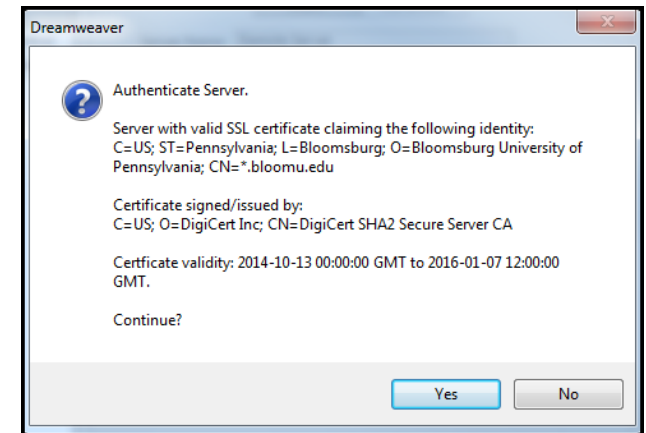 Dreamweaver
Authenticate Server.
Server with valid SSL certificate claiming the following identity:
C=US; ST=Pennsylvania; L=Bloomsburg; O=Bloomsburg University of
Pennsylvania; CN=*.bloomu.edu
Certificate signed/issued by:
C=US; O=DigiCert Inc; CN=DigiCert SHA2 Secure Server CA
Certficate validity: 2014-10-13 00:00:00 GMT to 2016-01-07 12:00:00
GMT.
Continue?
Yes No